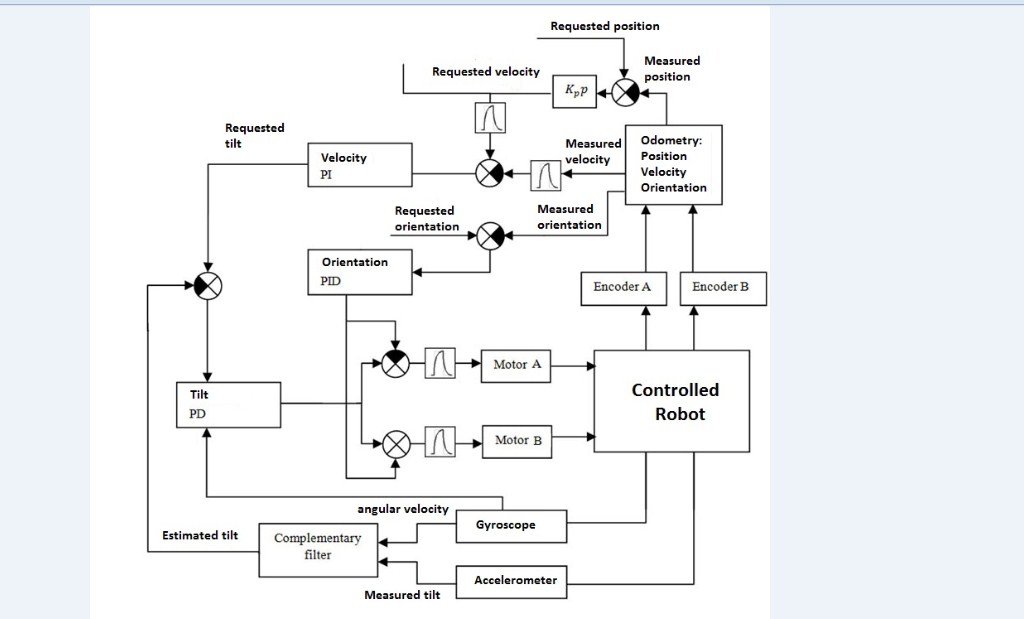 Requested position
Measured
position
Requested velocity
Kpp
Requested
tilt
Measured
velocity
Odometry:
Position
Velocity
Orientation
Velocity
PI
Requested
orientation
Measured
orientation
Orientation
PID
Encoder A
Encoder B
Motor A
Controlled
Robot
Tilt
PD
Motor B
angular velocity
Gyroscope
Estimated tilt
Complementary
filter
Accelerometer
Measured tilt